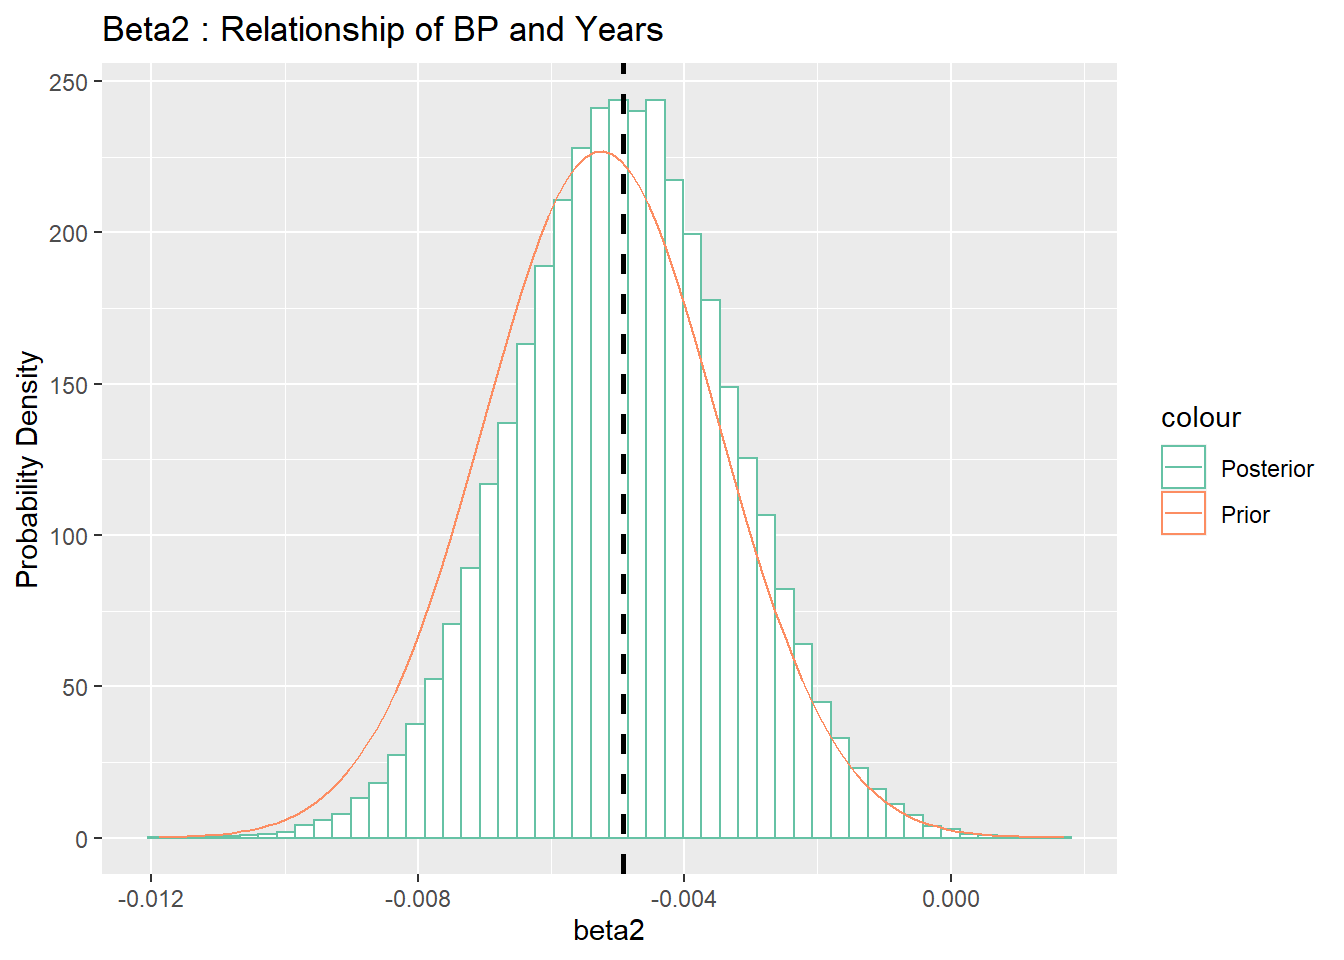 Beta2 : Relationship of BP and Years
250
200
150
100
50
0
Probability Density
-0.012
-0.008
-0.004
0.000
beta2
colour
Posterior
Prior